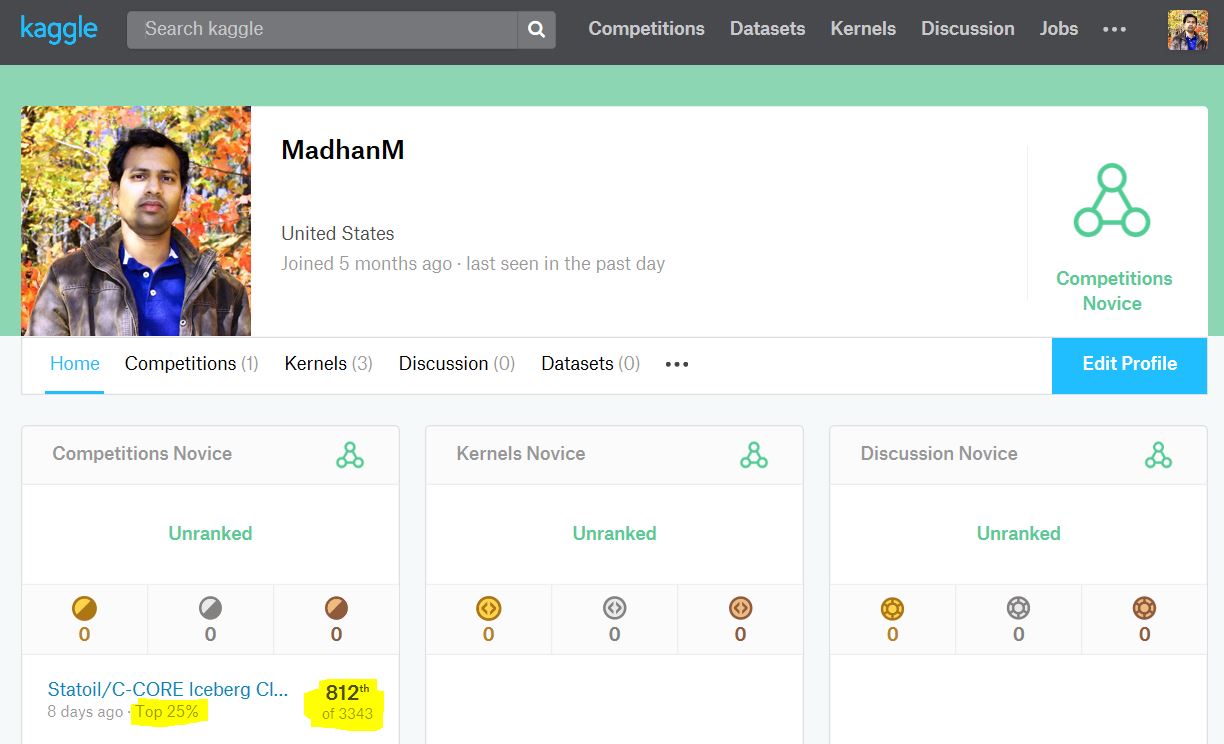 kaggle
Search kaggle
Competitions Datasets Kernels Discussion Jobs •••
MadhanM
United States
Joined 5 months ago · last seen in the past day
Competitions
Novice
Home Competitions (1) Kernels (3) Discussion (0) Datasets (0) •••
Edit Profile
Competitions Novice
Unranked
0 0 0
Statoil/C-CORE Iceberg Cl... 812th
8 days ago · Top 25% of 3343
Kernels Novice
Unranked
0 0 0
Discussion Novice
Unranked
0 0 0